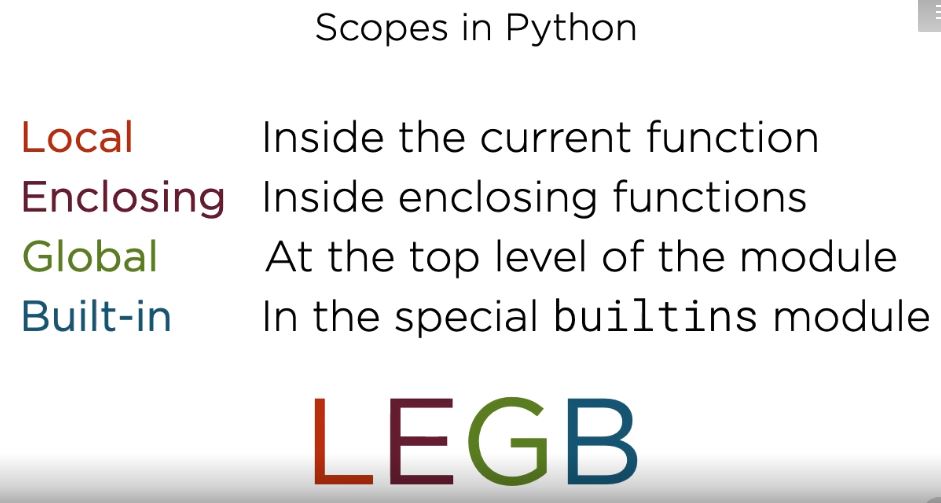 Scopes in Python
Local Inside the current function
Enclosing Inside enclosing functions
Global At the top level of the module
Built-in In the special builtins module
LEGB